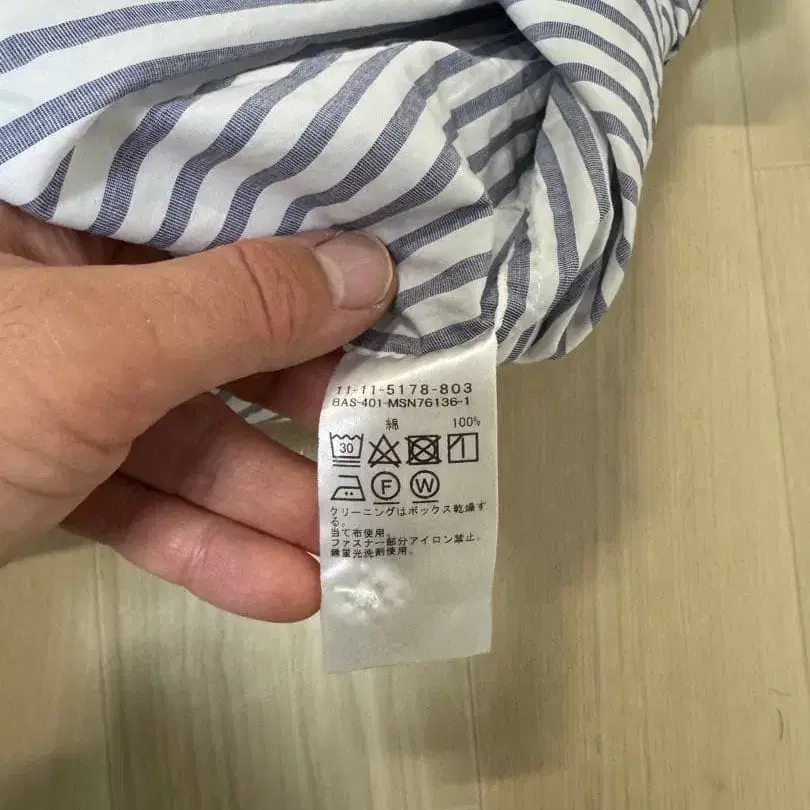 11-11-5178-803
BAS-401-MSN76136-1
綿 100%
30
F W
クリーニングはボックス乾燥す
る。
当て布使用。
ファスナー部分アイロン禁止。
無蛍光洗剤使用。